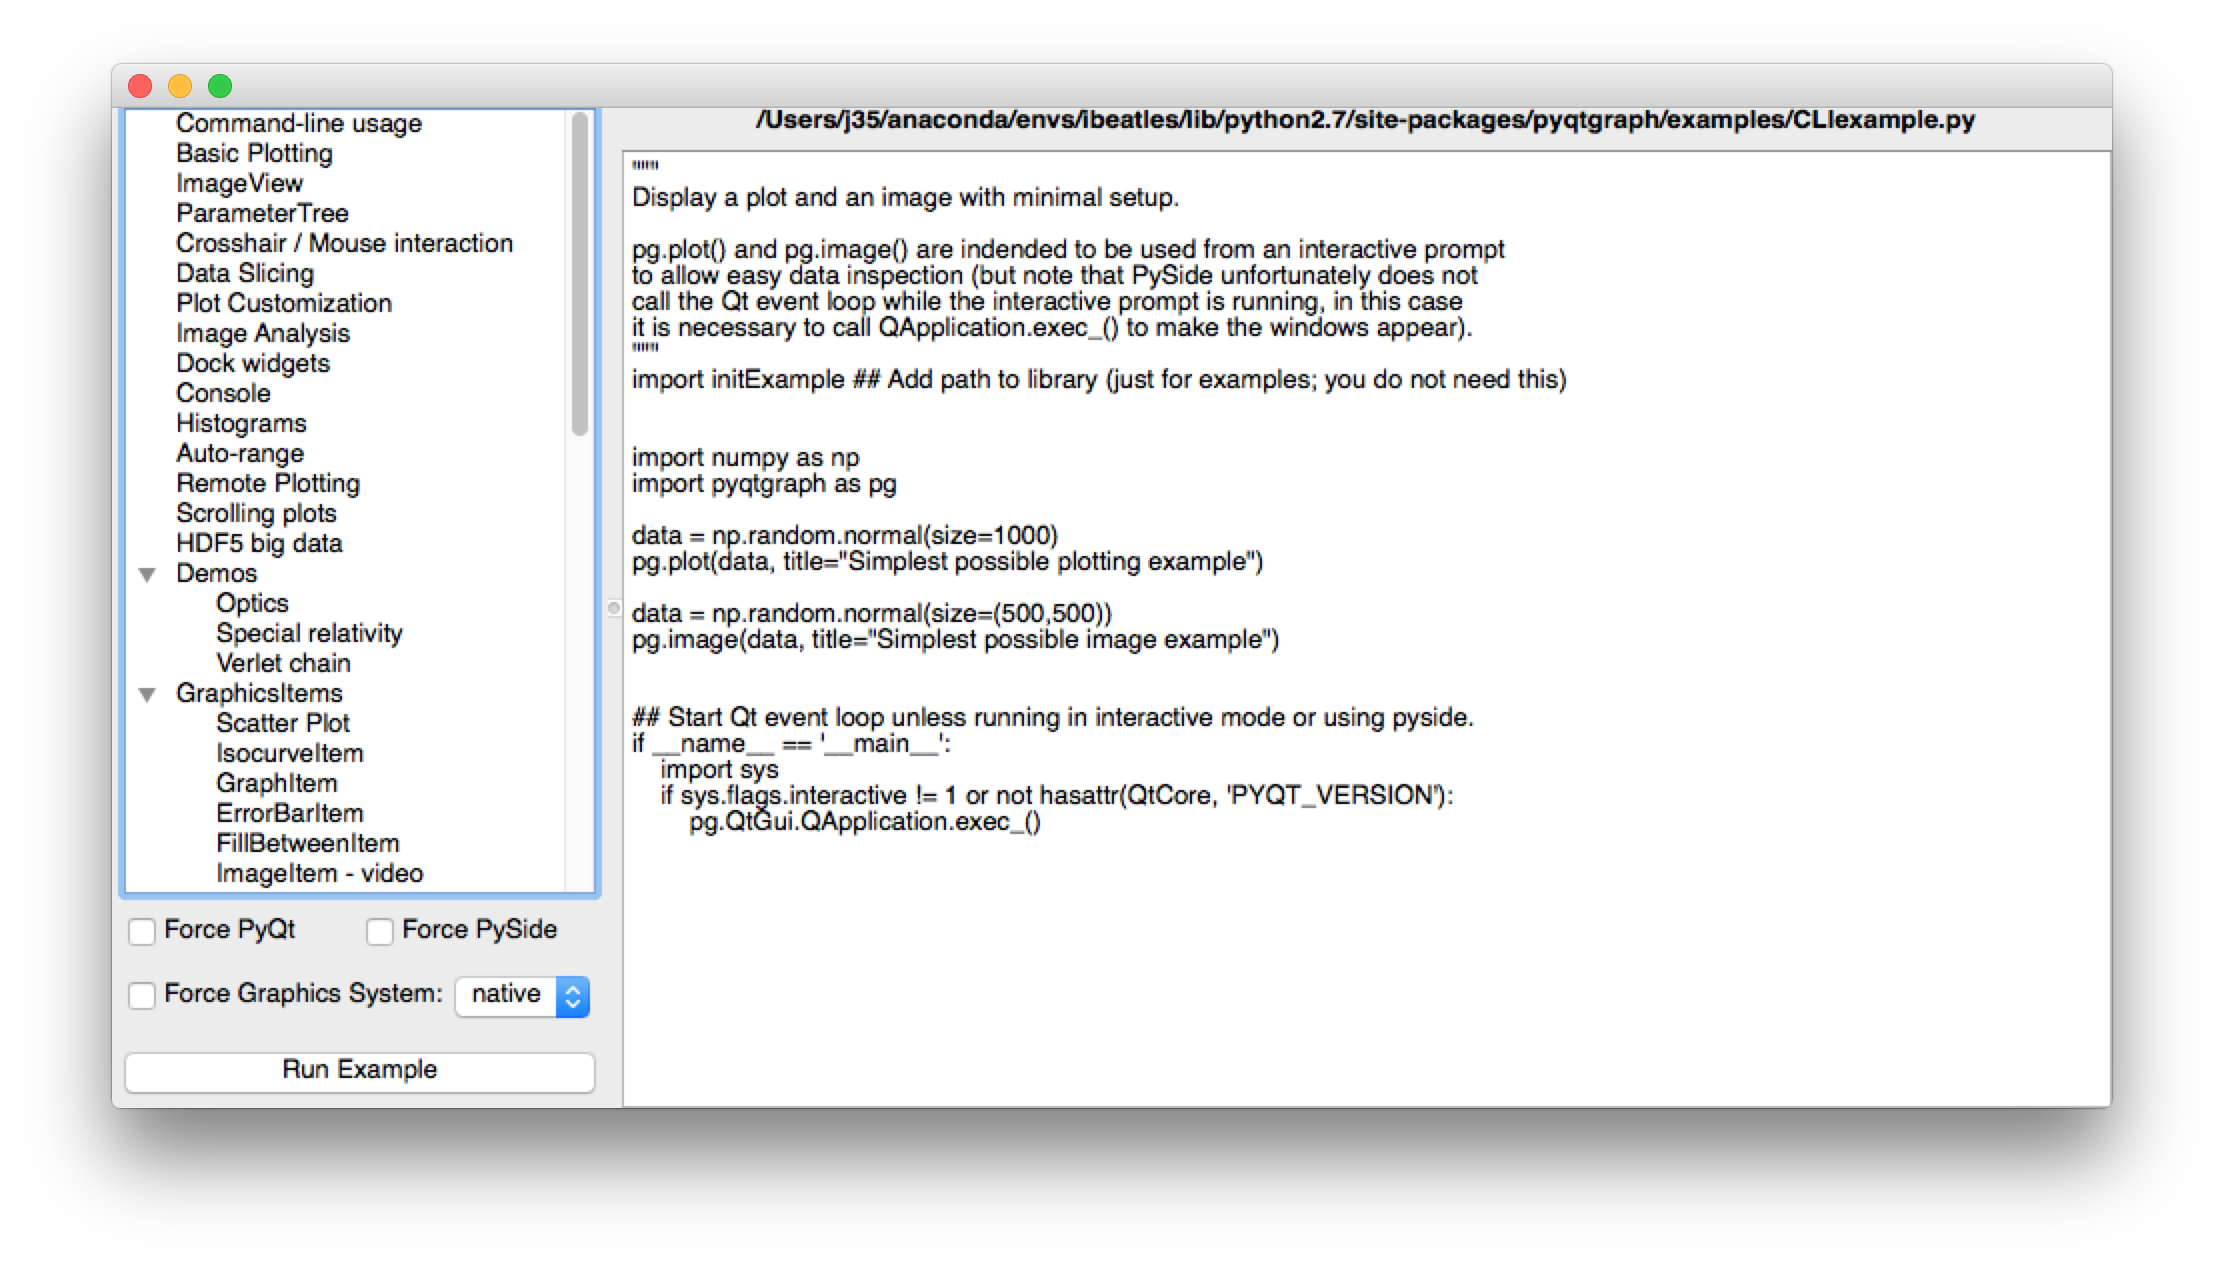 /Users/j35/anaconda/envs/ibeatles/lib/python2.7/site-packages/pyqtgraph/examples/CLIexample.py
Command-line usage
Basic Plotting
ImageView
ParameterTree
Crosshair / Mouse interaction
Data Slicing
Plot Customization
Image Analysis
Dock widgets
Console
Histograms
Auto-range
Remote Plotting
Scrolling plots
HDF5 big data
Demos
Optics
Special relativity
Verlet chain
GraphicsItems
Scatter Plot
IsocurveItem
GraphItem
ErrorBarItem
FillBetweenItem
ImageItem - video
Force PyQt
Force PySide
Force Graphics System: native
Run Example
"""
Display a plot and an image with minimal setup.
pg.plot() and pg.image() are indended to be used from an interactive prompt
to allow easy data inspection (but note that PySide unfortunately does not
call the Qt event loop while the interactive prompt is running, in this case
it is necessary to call QApplication.exec_() to make the windows appear).
"""
import initExample ## Add path to library (just for examples; you do not need this)
import numpy as np
import pyqtgraph as pg
data = np.random.normal(size=1000)
pg.plot(data, title="Simplest possible plotting example")
data = np.random.normal(size=(500,500))
pg.image(data, title="Simplest possible image example")
## Start Qt event loop unless running in interactive mode or using pyside.
if __name__ == '__main__':
import sys
if sys.flags.interactive != 1 or not hasattr(QtCore, 'PYQT_VERSION'):
pg.QtGui.QApplication.exec_()